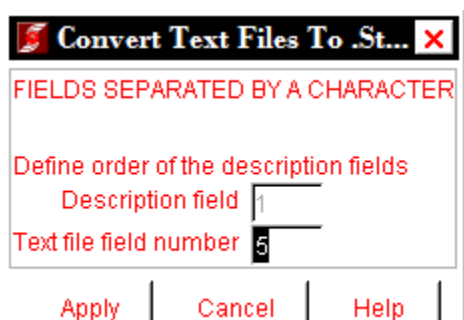 Convert Text Files To .St...
FIELDS SEPARATED BY A CHARACTER
Define order of the description fields
Description field 1
Text file field number 5
Apply Cancel Help